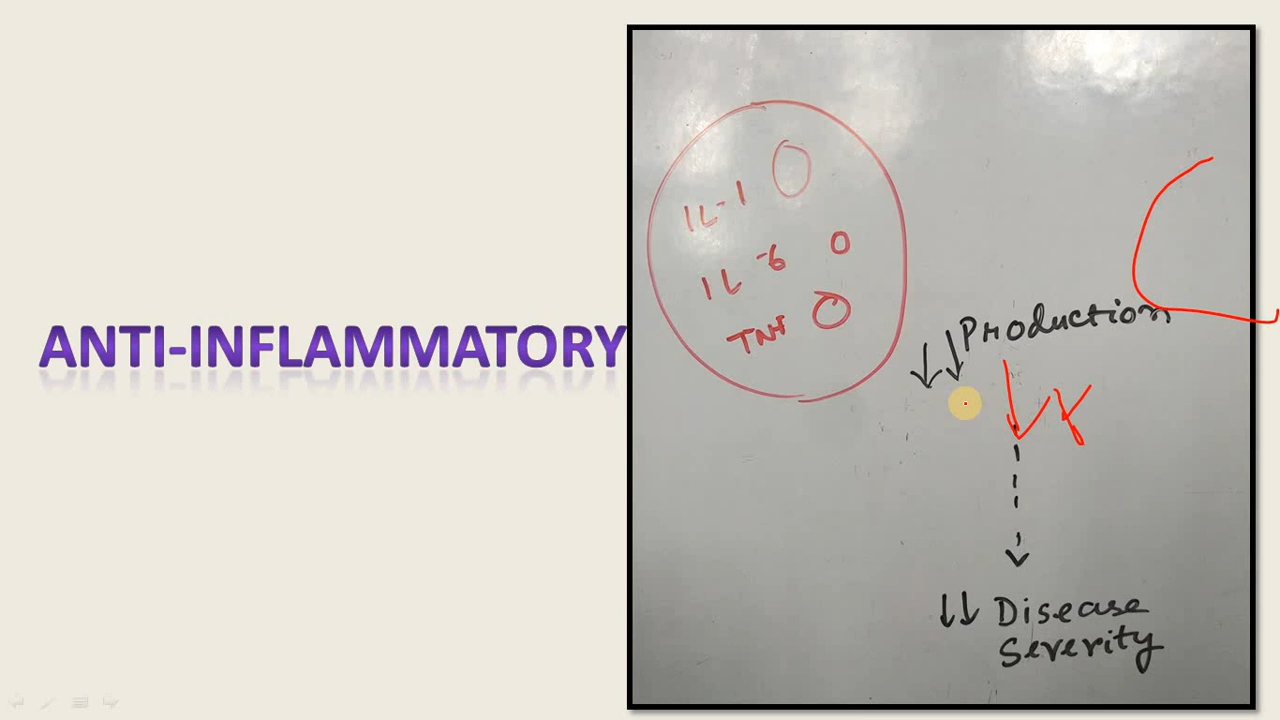 ANTI-INFLAMMATORY
IL-1
IL-6
TNF
↓↓ Production
↓↓ Disease
Severity